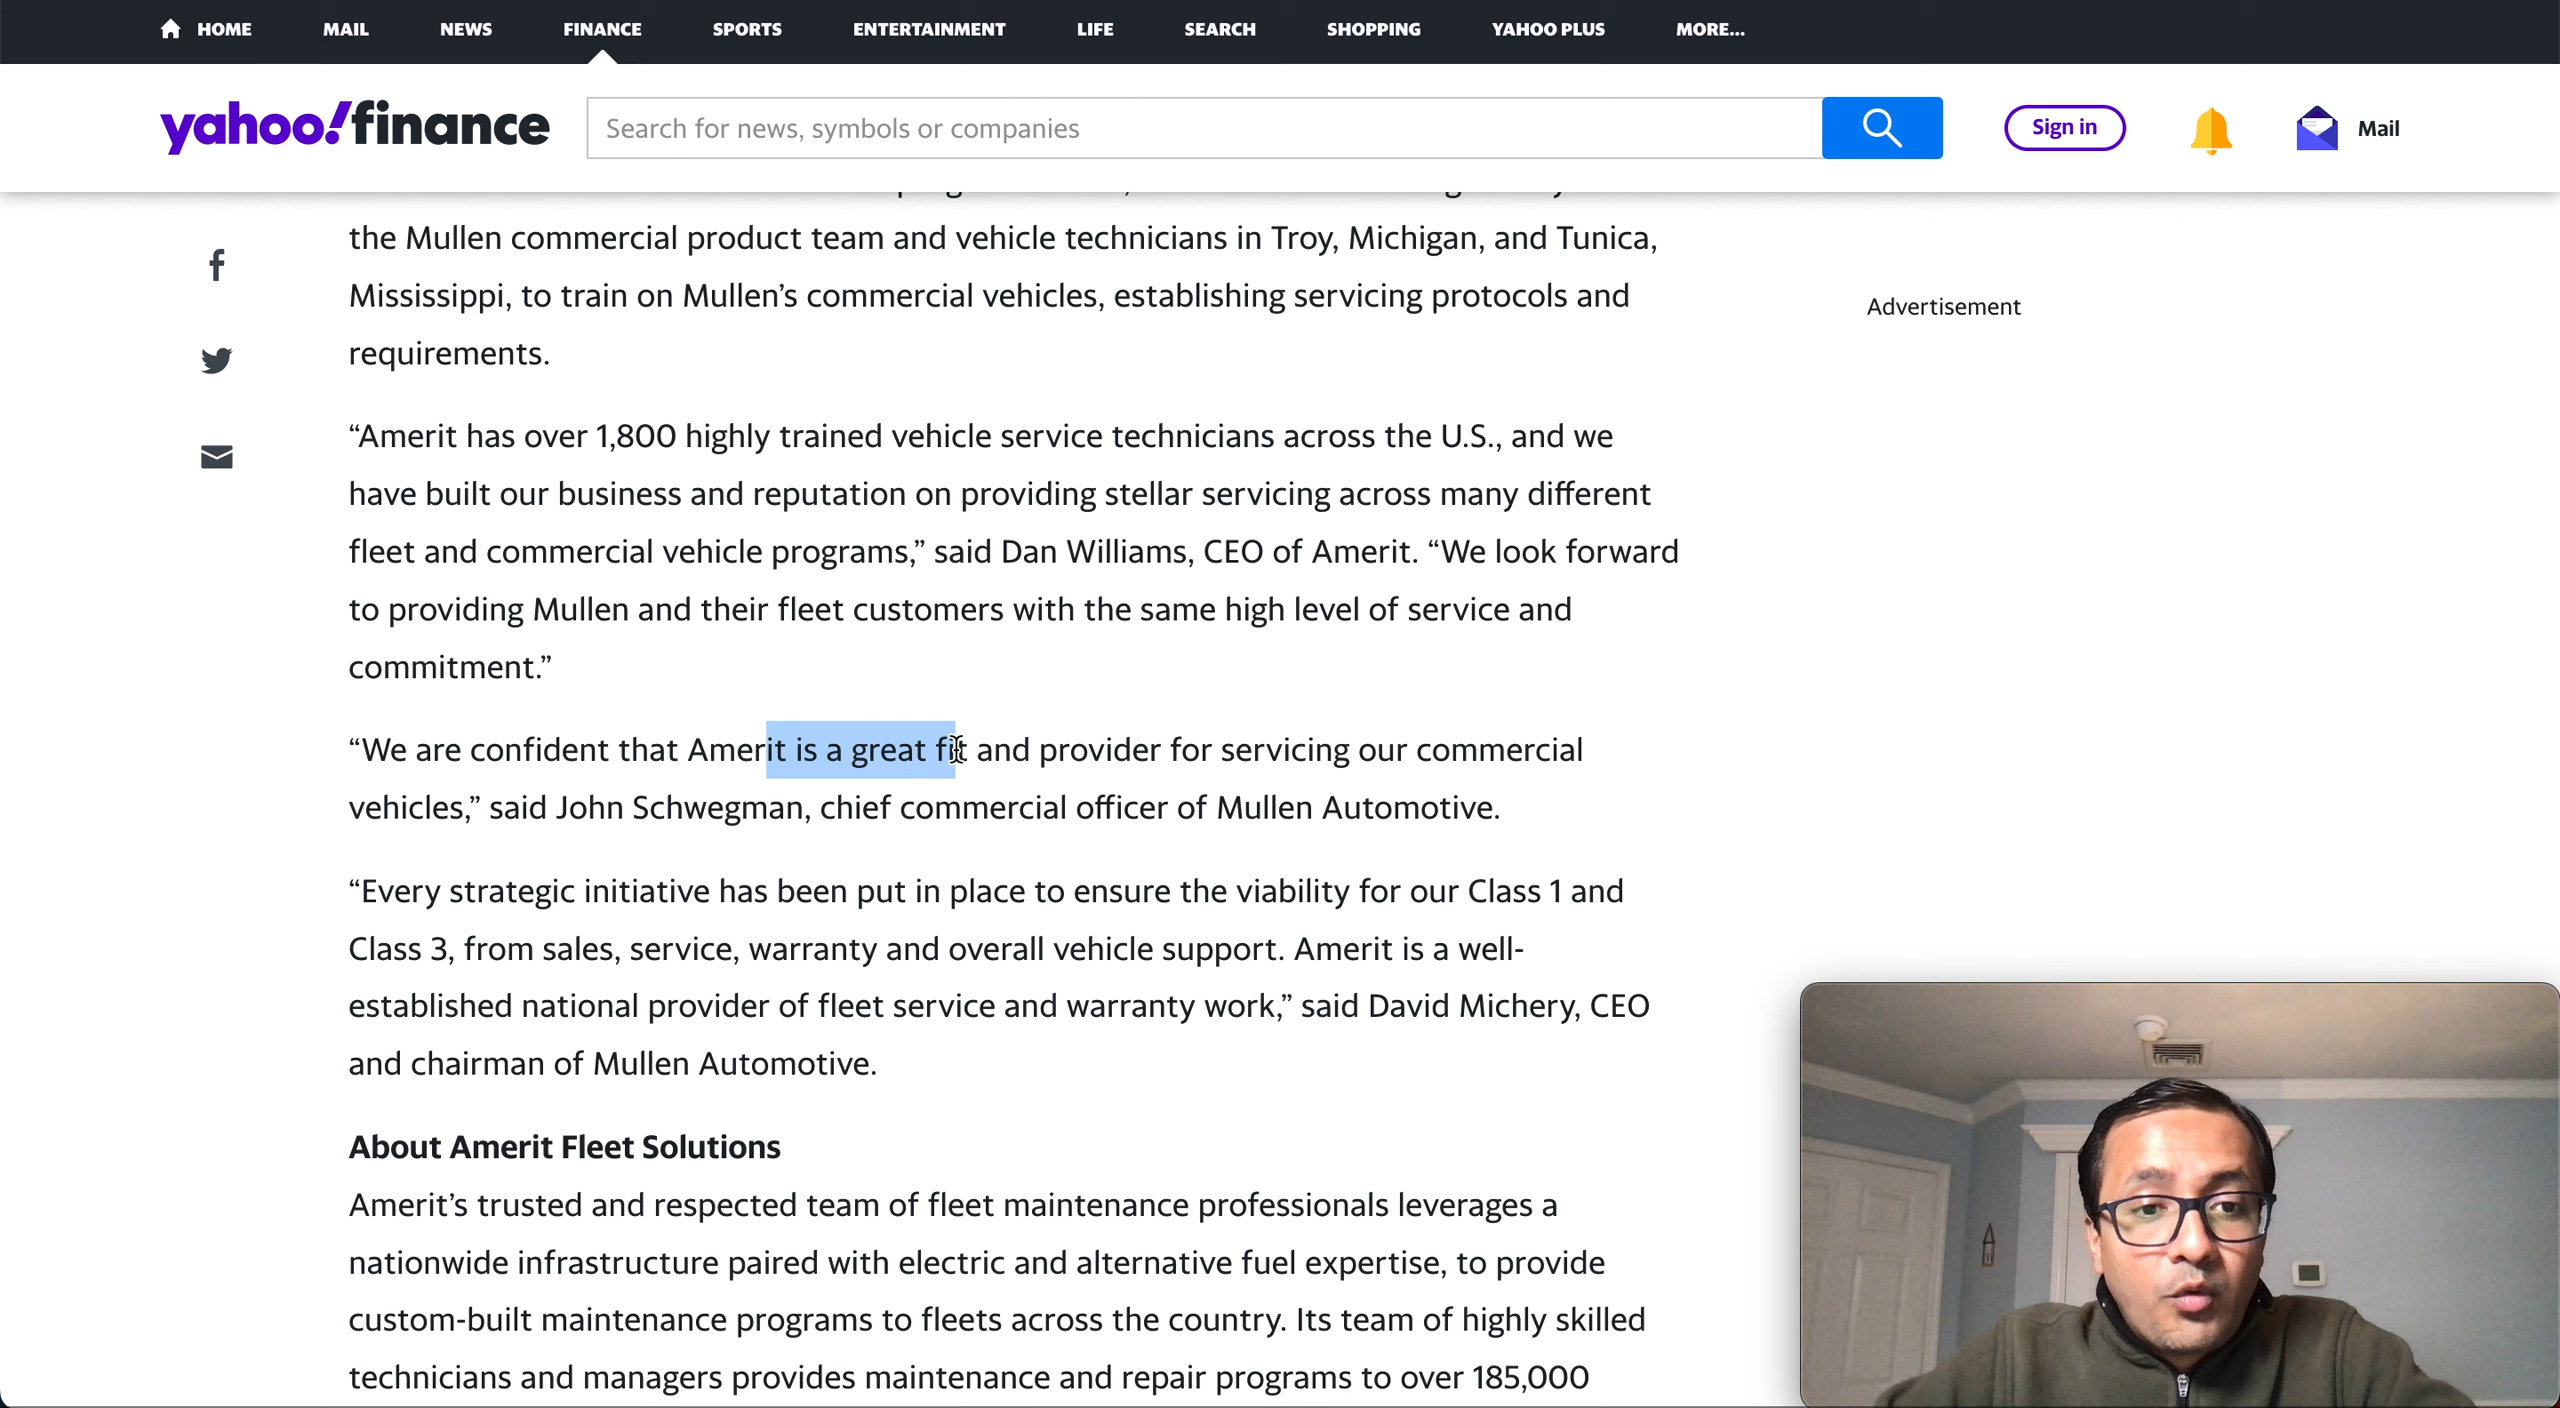 HOME MAIL NEWS FINANCE SPORTS ENTERTAINMENT LIFE SEARCH SHOPPING YAHOO PLUS MORE...
yahoo!finance Search for news, symbols or companies Sign in Mail
the Mullen commercial product team and vehicle technicians in Troy, Michigan, and Tunica,
Mississippi, to train on Mullen’s commercial vehicles, establishing servicing protocols and
requirements.
Advertisement
“Amerit has over 1,800 highly trained vehicle service technicians across the U.S., and we
have built our business and reputation on providing stellar servicing across many different
fleet and commercial vehicle programs,” said Dan Williams, CEO of Amerit. “We look forward
to providing Mullen and their fleet customers with the same high level of service and
commitment.”
“We are confident that Amerit is a great fit and provider for servicing our commercial
vehicles,” said John Schwegman, chief commercial officer of Mullen Automotive.
“Every strategic initiative has been put in place to ensure the viability for our Class 1 and
Class 3, from sales, service, warranty and overall vehicle support. Amerit is a well-
established national provider of fleet service and warranty work,” said David Michery, CEO
and chairman of Mullen Automotive.
About Amerit Fleet Solutions
Amerit’s trusted and respected team of fleet maintenance professionals leverages a
nationwide infrastructure paired with electric and alternative fuel expertise, to provide
custom-built maintenance programs to fleets across the country. Its team of highly skilled
technicians and managers provides maintenance and repair programs to over 185,000